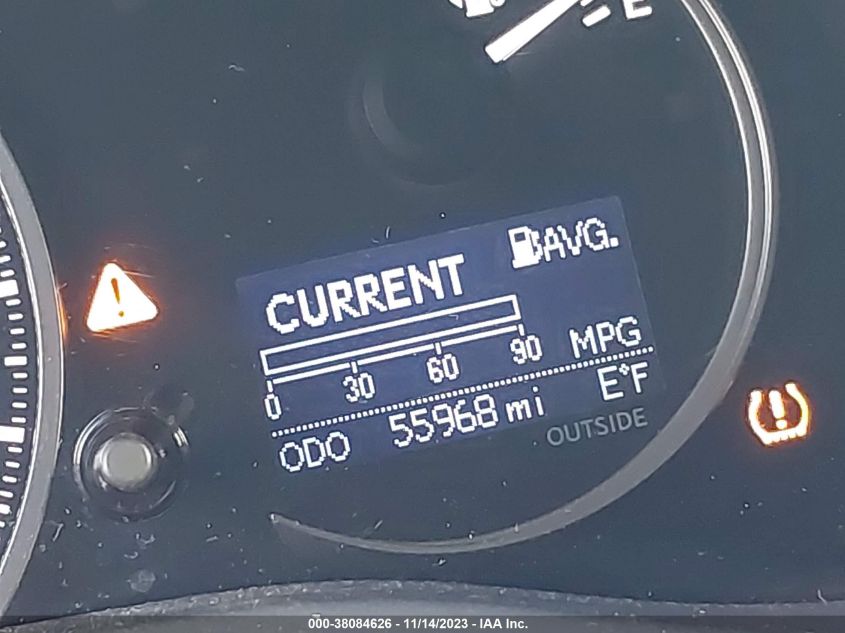 E
CURRENT AVG.
0 30 60 90 MPG
E°F
ODO 55968 mi
OUTSIDE
000-38084626 - 11/14/2023 - IAA Inc.